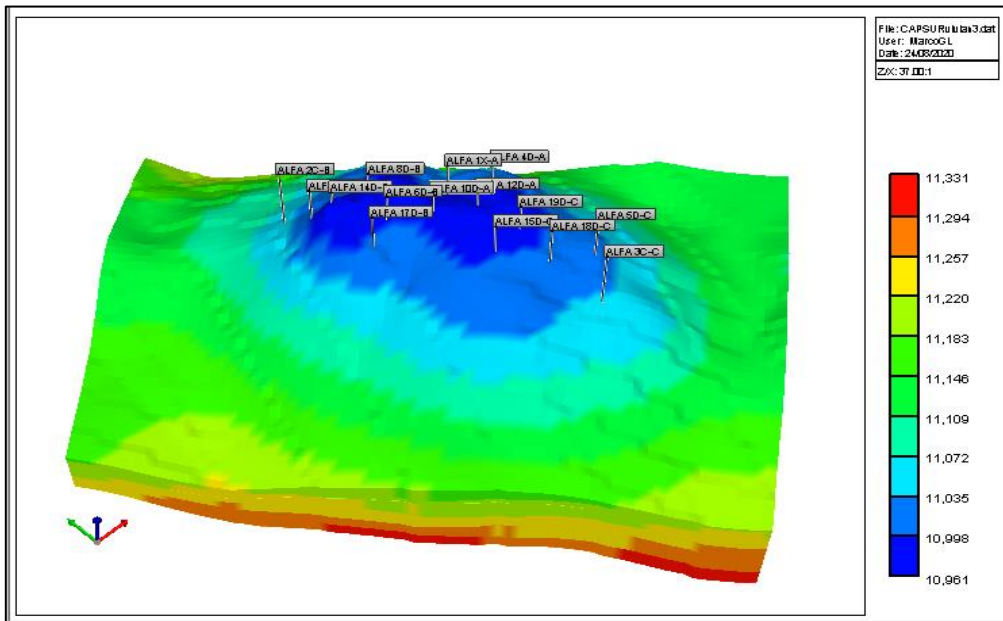 File: CAPSURululan3.dat
User: MarcoGL
Date: 24/08/2020
Z/X: 37.00:1
ALFA 1X-A
ALFA 4D-A
ALFA 2C-B
ALFA 8D-B
ALFA 14D-
ALFA 6D-B
ALFA 10D-A
12D-A
ALFA 19D-C
ALFA 17D-B
ALFA 15D-C
ALFA 18D-C
ALFA 5D-C
ALFA 3C-C
11,331
11,294
11,257
11,220
11,183
11,146
11,109
11,072
11,035
10,998
10,961